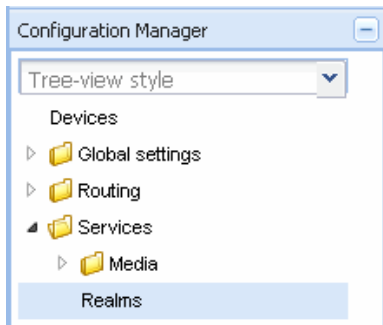 Configuration Manager
Tree-view style
Devices
Global settings
Routing
Services
Media
Realms